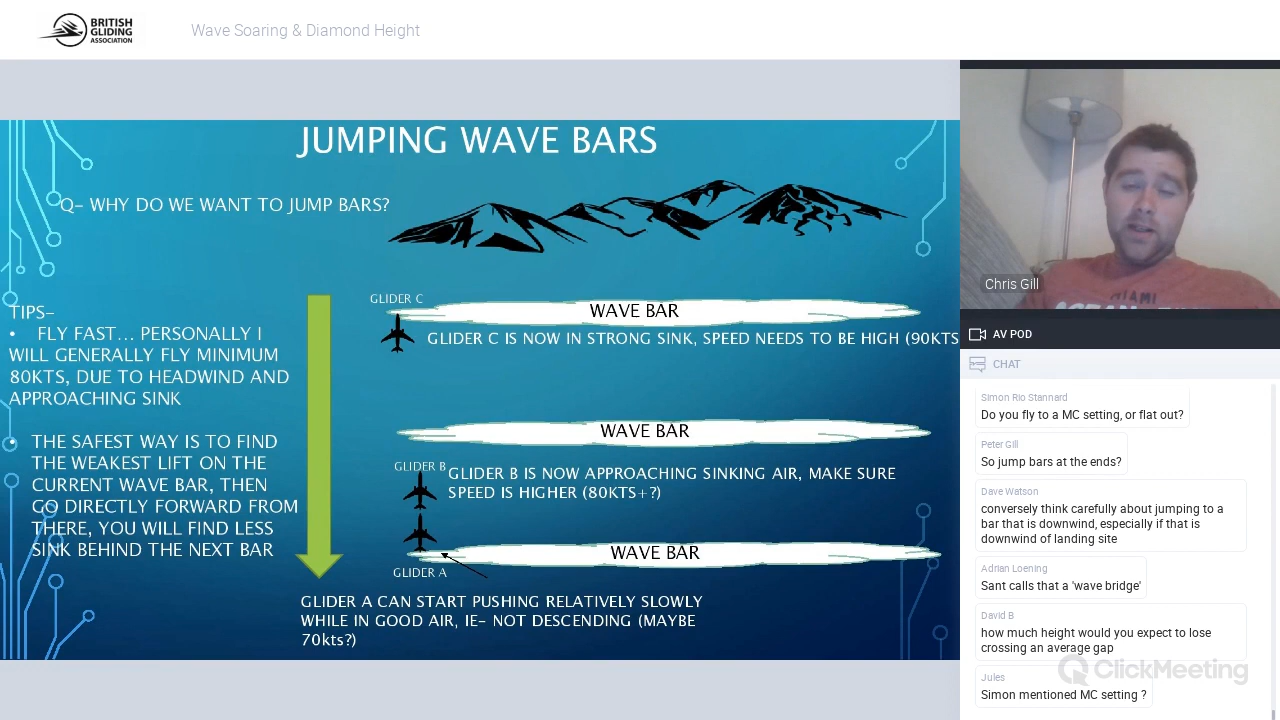 BRITISH
GLIDING
ASSOCIATION
Wave Soaring & Diamond Height
JUMPING WAVE BARS
Q- WHY DO WE WANT TO JUMP BARS?
TIPS-
• FLY FAST... PERSONALLY I
WILL GENERALLY FLY MINIMUM
80KTS, DUE TO HEADWIND AND
APPROACHING SINK
• THE SAFEST WAY IS TO FIND
THE WEAKEST LIFT ON THE
CURRENT WAVE BAR, THEN
GO DIRECTLY FORWARD FROM
THERE, YOU WILL FIND LESS
SINK BEHIND THE NEXT BAR
GLIDER C
WAVE BAR
GLIDER C IS NOW IN STRONG SINK, SPEED NEEDS TO BE HIGH (90KTS
WAVE BAR
GLIDER B
GLIDER B IS NOW APPROACHING SINKING AIR, MAKE SURE
SPEED IS HIGHER (80KTS+?)
WAVE BAR
GLIDER A
GLIDER A CAN START PUSHING RELATIVELY SLOWLY
WHILE IN GOOD AIR, IE- NOT DESCENDING (MAYBE
70kts?)
Chris Gill
MIAMI
AV POD
CHAT
Simon Rio Stannard
Do you fly to a MC setting, or flat out?
Peter Gill
So jump bars at the ends?
Dave Watson
conversely think carefully about jumping to a
bar that is downwind, especially if that is
downwind of landing site
Adrian Loening
Sant calls that a 'wave bridge'
David B
how much height would you expect to lose
crossing an average gap
ClickMeeting
Jules
Simon mentioned MC setting ?